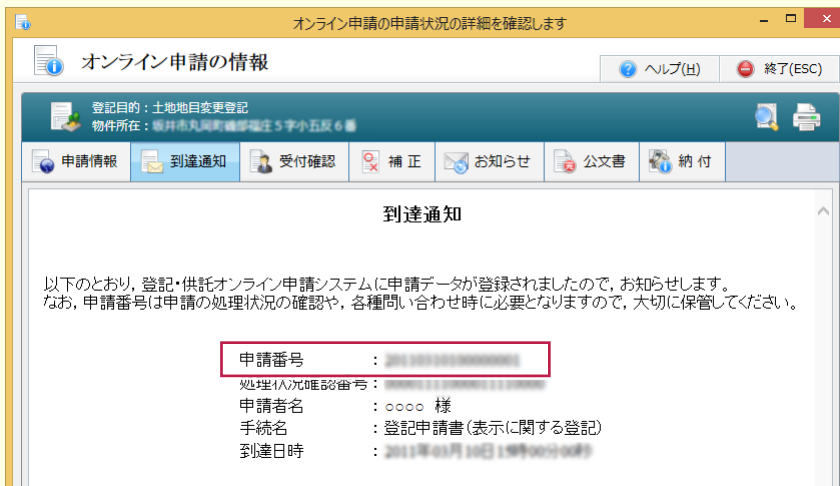 オンライン申請の申請状況の詳細を確認します
オンライン申請の情報
ヘルプ(H)
終了(ESC)
登記目的：土地地目変更登記
物件所在：
申請情報
到達通知
受付確認
補 正
お知らせ
公文書
納 付
到達通知
以下のとおり，登記・供託オンライン申請システムに申請データが登録されましたので，お知らせします。
なお，申請番号は申請の処理状況の確認や，各種問い合わせ時に必要となりますので，大切に保管してください。
申請番号 ：
処理状況確認番号：
申請者名 ：○○○○ 様
手続名 ：登記申請書（表示に関する登記）
到達日時 ：